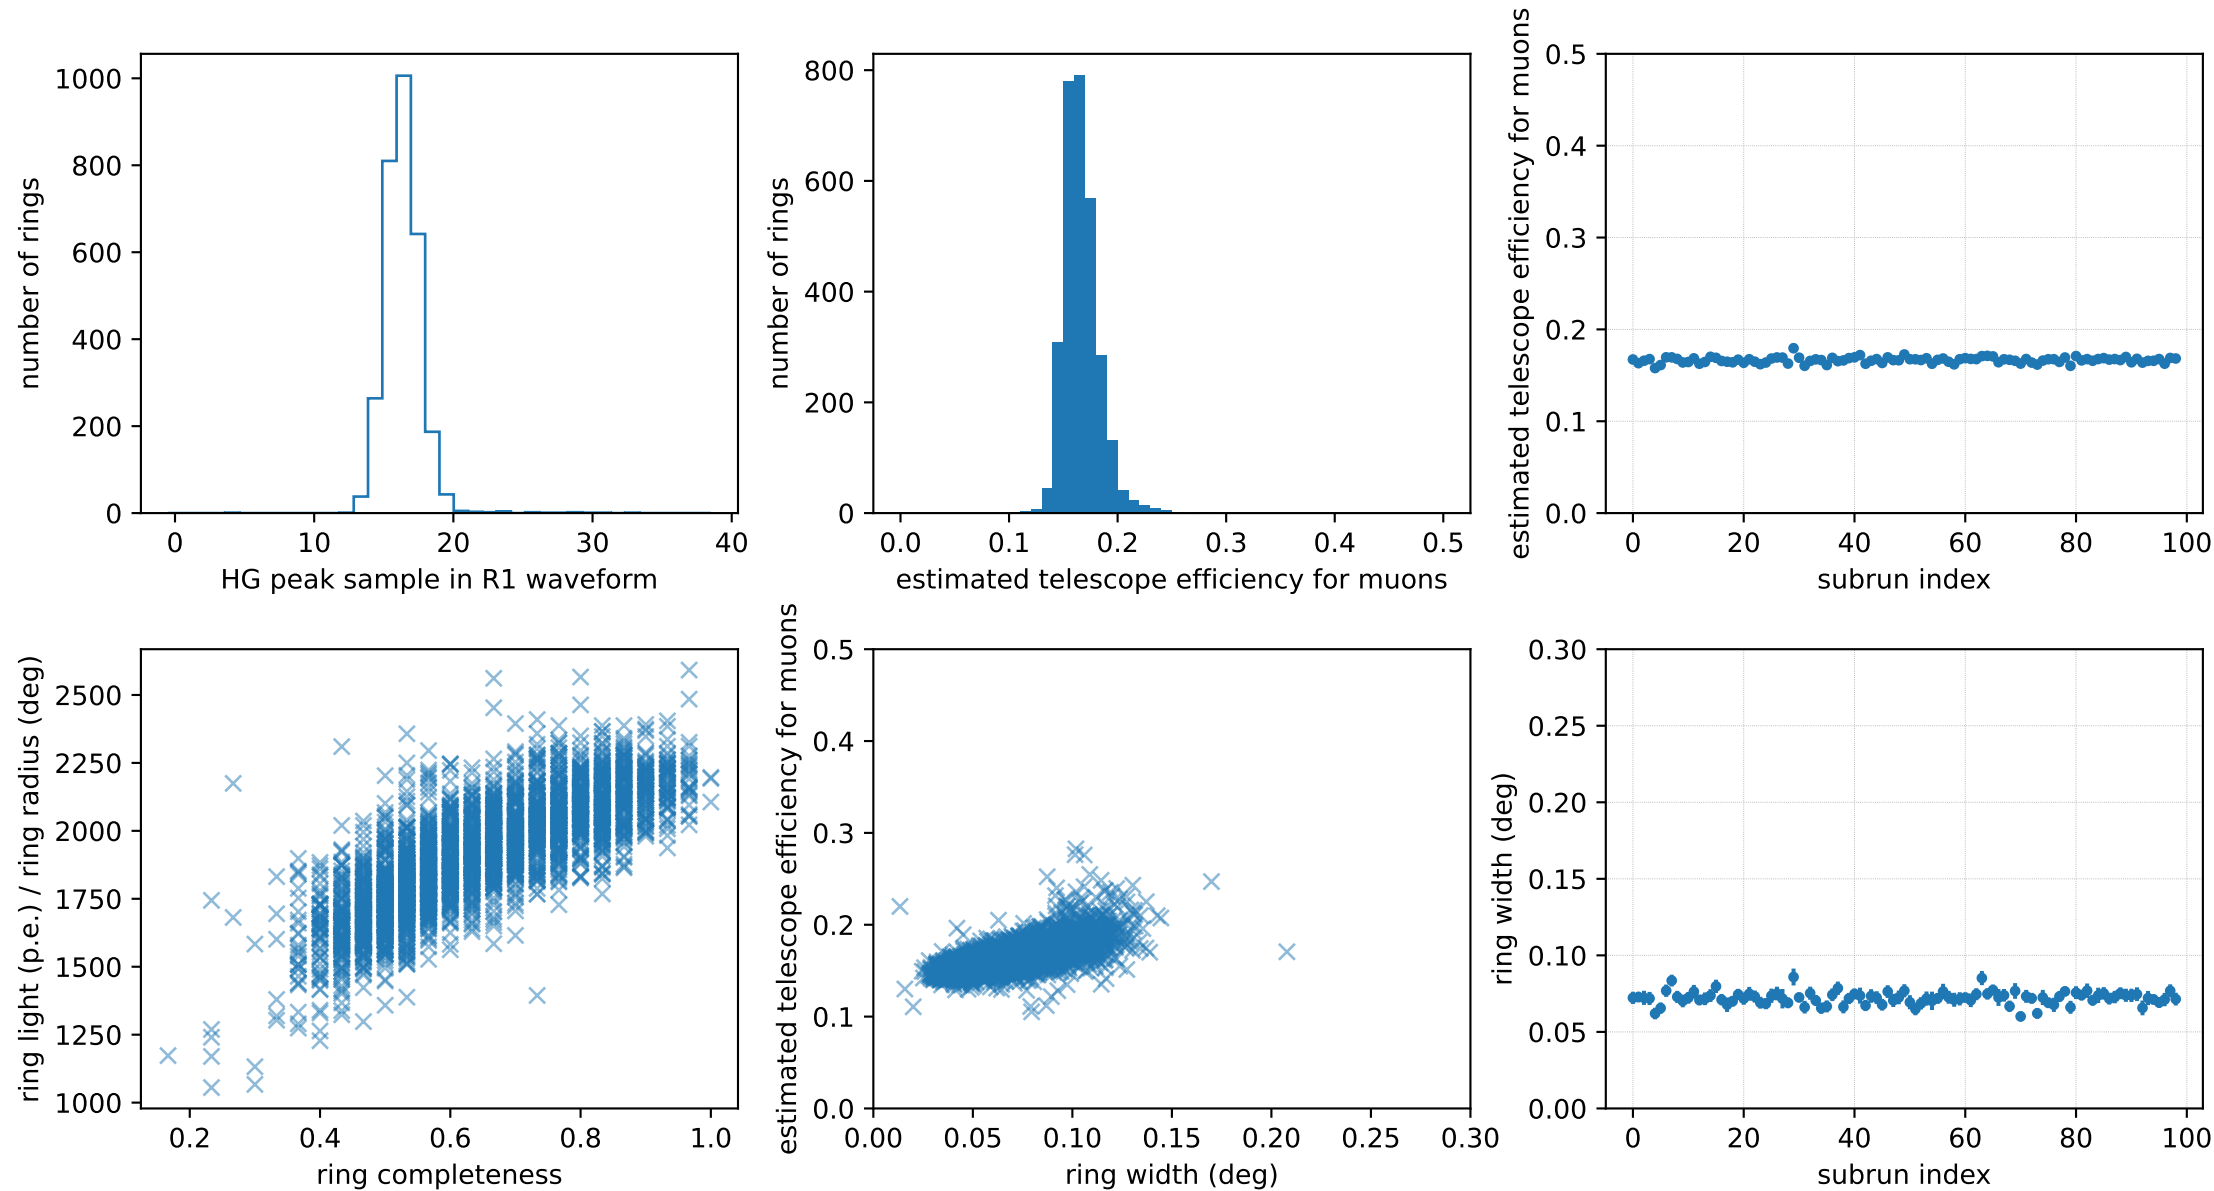 1000
800
600
400
200
0
number of rings
0 10 20 30 40
HG peak sample in R1 waveform
800
600
400
200
0
number of rings
0.0 0.1 0.2 0.3 0.4 0.5
estimated telescope efficiency for muons
0.5
0.4
0.3
0.2
0.1
0.0
estimated telescope efficiency for muons
0 20 40 60 80 100
subrun index
2500
2250
2000
1750
1500
1250
1000
ring light (p.e.) / ring radius (deg)
0.2 0.4 0.6 0.8 1.0
ring completeness
0.5
0.4
0.3
0.2
0.1
0.0
estimated telescope efficiency for muons
0.00 0.05 0.10 0.15 0.20 0.25 0.30
ring width (deg)
0.30
0.25
0.20
0.15
0.10
0.05
0.00
ring width (deg)
0 20 40 60 80 100
subrun index